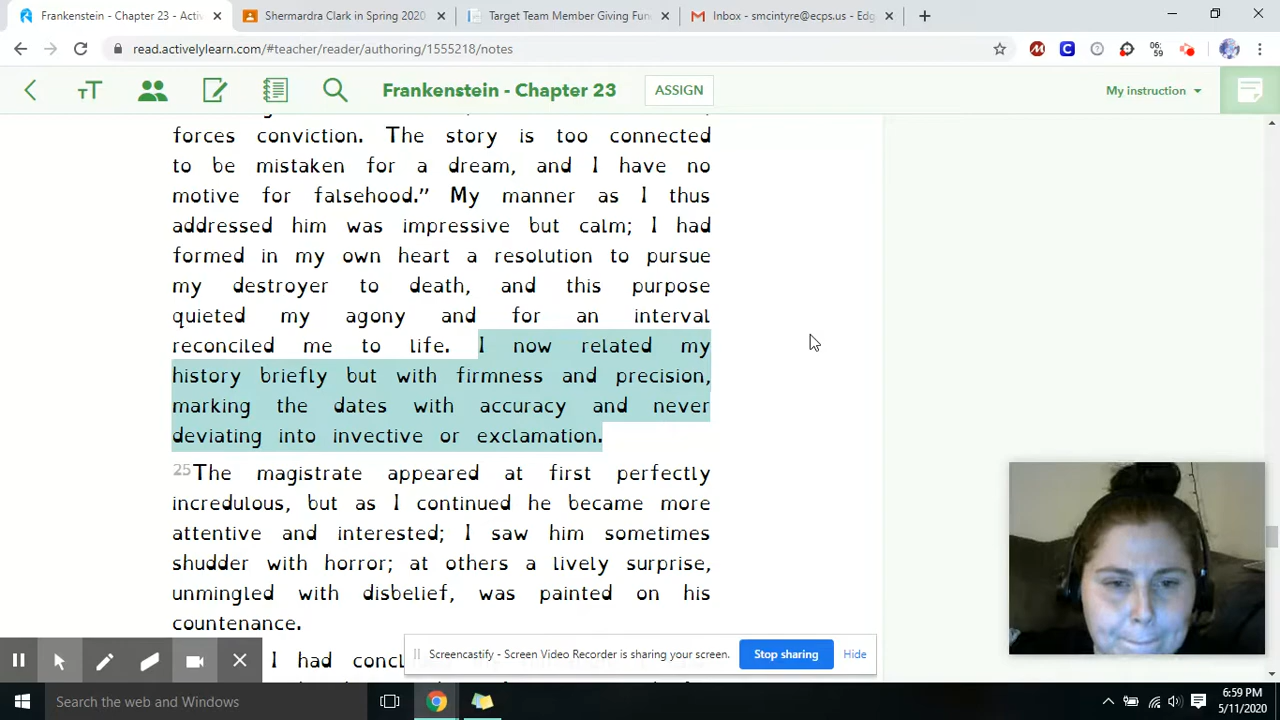 Frankenstein - Chapter 23 - Activ
Shermardra Clark in Spring 2020
Target Team Member Giving Fun
Inbox - smcintyre@ecps.us - Edg
read.activelylearn.com/#teacher/reader/authoring/1555218/notes
06:
59
TT
Frankenstein - Chapter 23
ASSIGN
My instruction
forces conviction. The story is too connected
to be mistaken for a dream, and I have no
motive for falsehood.” My manner as I thus
addressed him was impressive but calm; I had
formed in my own heart a resolution to pursue
my destroyer to death, and this purpose
quieted my agony and for an interval
reconciled me to life. I now related my
history briefly but with firmness and precision,
marking the dates with accuracy and never
deviating into invective or exclamation.
25 The magistrate appeared at first perfectly
incredulous, but as I continued he became more
attentive and interested; I saw him sometimes
shudder with horror; at others a lively surprise,
unmingled with disbelief, was painted on his
countenance.
I had concl
Screencastify - Screen Video Recorder is sharing your screen.
Stop sharing
Hide
Search the web and Windows
6:59 PM
5/11/2020